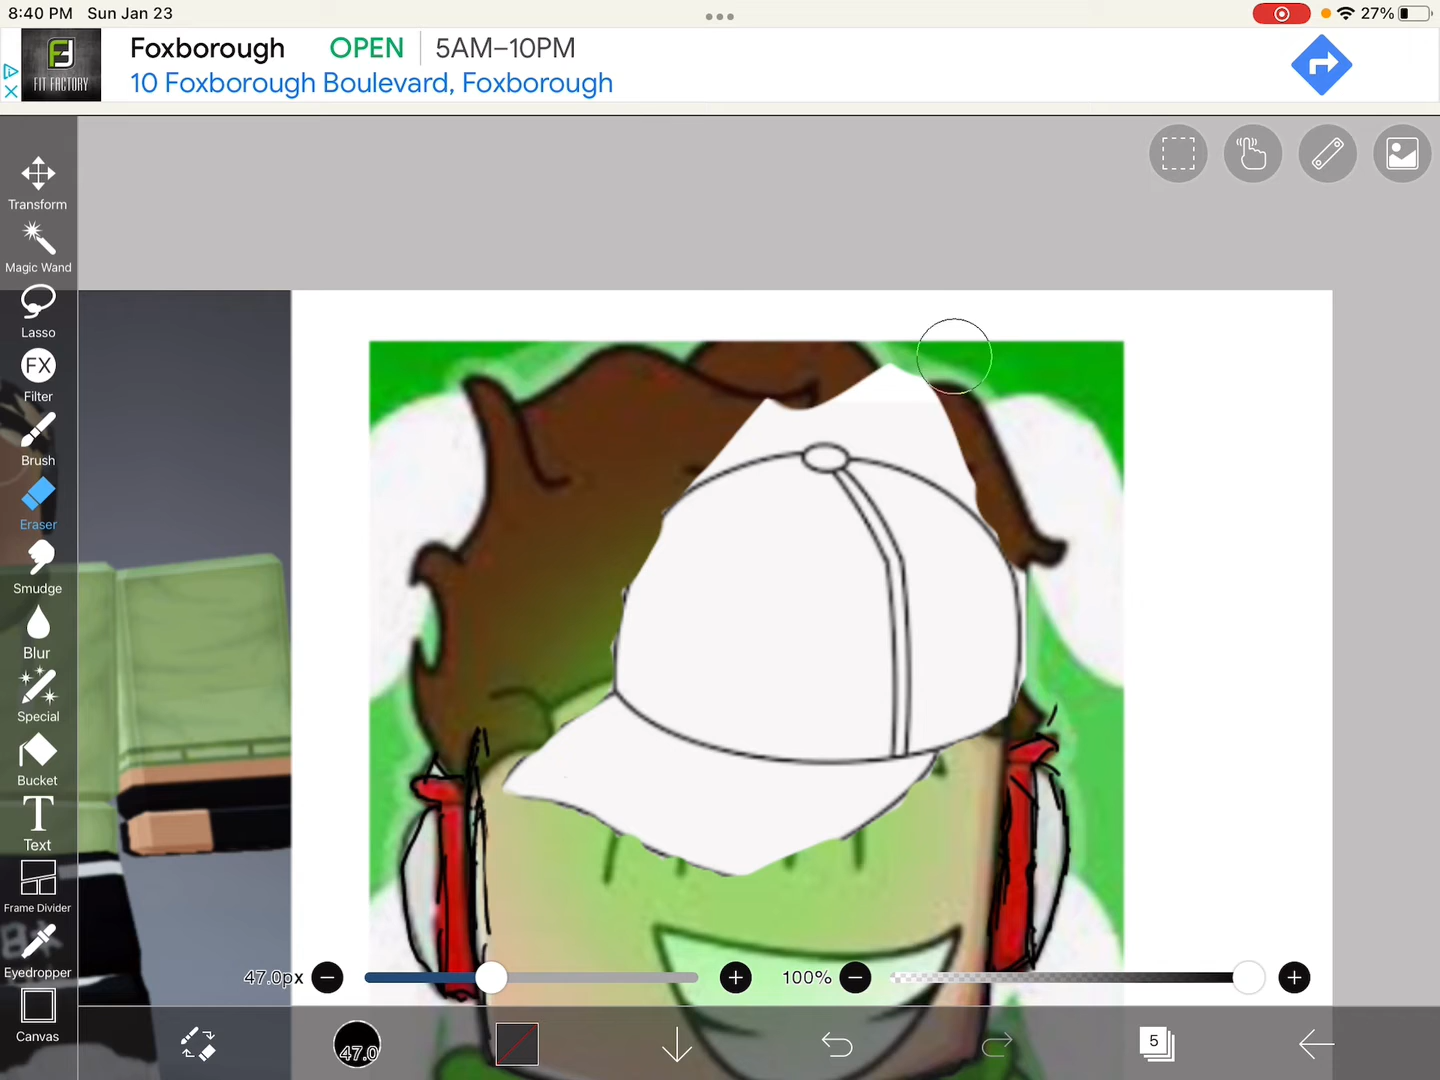 8:40 PM Sun Jan 23
27%
Foxborough OPEN 5AM–10PM
FIT FACTORY
10 Foxborough Boulevard, Foxborough
Transform
Magic Wand
Lasso
FX
Filter
Brush
Eraser
Smudge
Blur
Special
Bucket
T
Text
Frame Divider
Eyedropper
Canvas
47.0px
100%
47.0
5